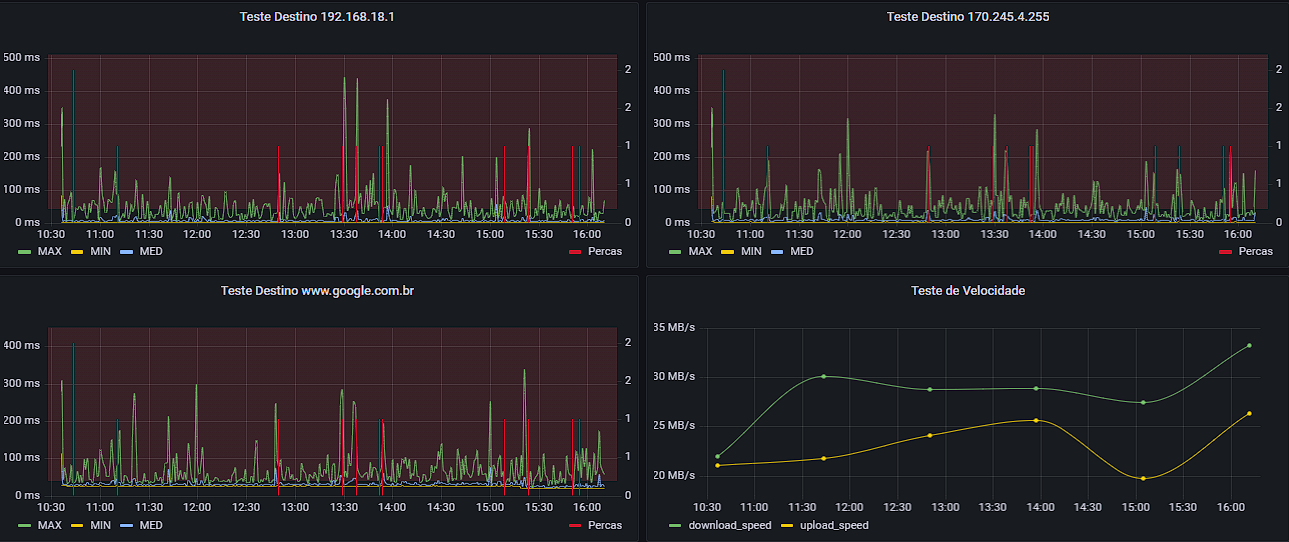 Teste Destino 192.168.18.1
500 ms
400 ms
300 ms
200 ms
100 ms
0 ms
2
2
1
1
0
10:30 11:00 11:30 12:00 12:30 13:00 13:30 14:00 14:30 15:00 15:30 16:00
MAX MIN MED Percas
Teste Destino 170.245.4.255
500 ms
400 ms
300 ms
200 ms
100 ms
0 ms
2
2
1
1
0
10:30 11:00 11:30 12:00 12:30 13:00 13:30 14:00 14:30 15:00 15:30 16:00
MAX MIN MED Percas
Teste Destino www.google.com.br
400 ms
300 ms
200 ms
100 ms
0 ms
2
2
1
1
0
10:30 11:00 11:30 12:00 12:30 13:00 13:30 14:00 14:30 15:00 15:30 16:00
MAX MIN MED Percas
Teste de Velocidade
35 MB/s
30 MB/s
25 MB/s
20 MB/s
10:30 11:00 11:30 12:00 12:30 13:00 13:30 14:00 14:30 15:00 15:30 16:00
download_speed upload_speed